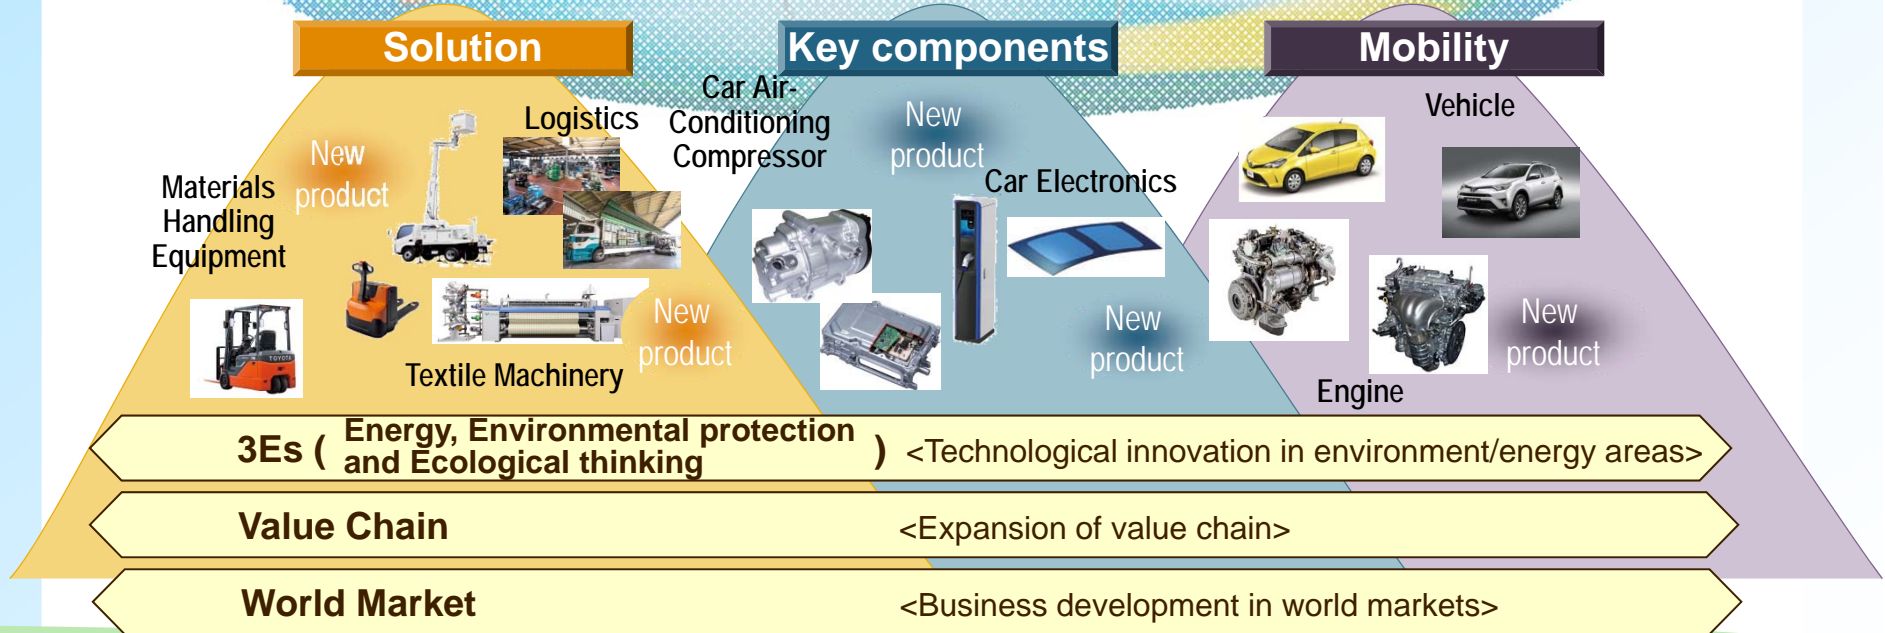 Solution
Key components
Mobility
Materials
Handling
Equipment
New
product
Logistics
TOYOTA
Textile Machinery
New
product
Car Air-
Conditioning
Compressor
New
product
Car Electronics
New
product
Vehicle
Engine
New
product
3Es ( Energy, Environmental protection
and Ecological thinking ) <Technological innovation in environment/energy areas>
Value Chain <Expansion of value chain>
World Market <Business development in world markets>